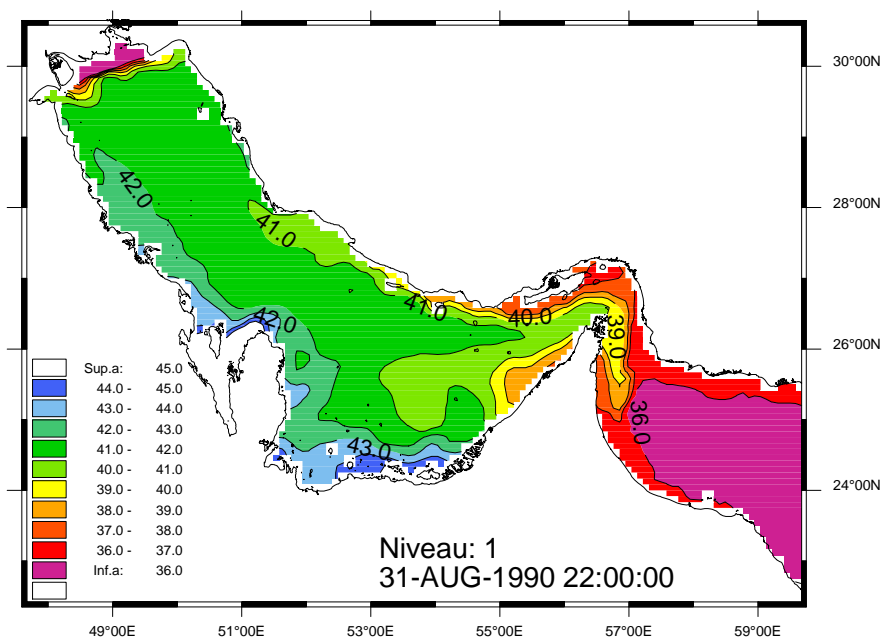 30°00N
42.0
28°00N
41.0
41.0
40.0
42.0
39.0
26°00N
Sup.a: 45.0
44.0 - 45.0
43.0 - 44.0
42.0 - 43.0
36.0
41.0 - 42.0
43.0
40.0 - 41.0
39.0 - 40.0
24°00N
38.0 - 39.0
37.0 - 38.0
36.0 - 37.0
Inf.a: 36.0
Niveau: 1
31-AUG-1990 22:00:00
49°00E 51°00E 53°00E 55°00E 57°00E 59°00E